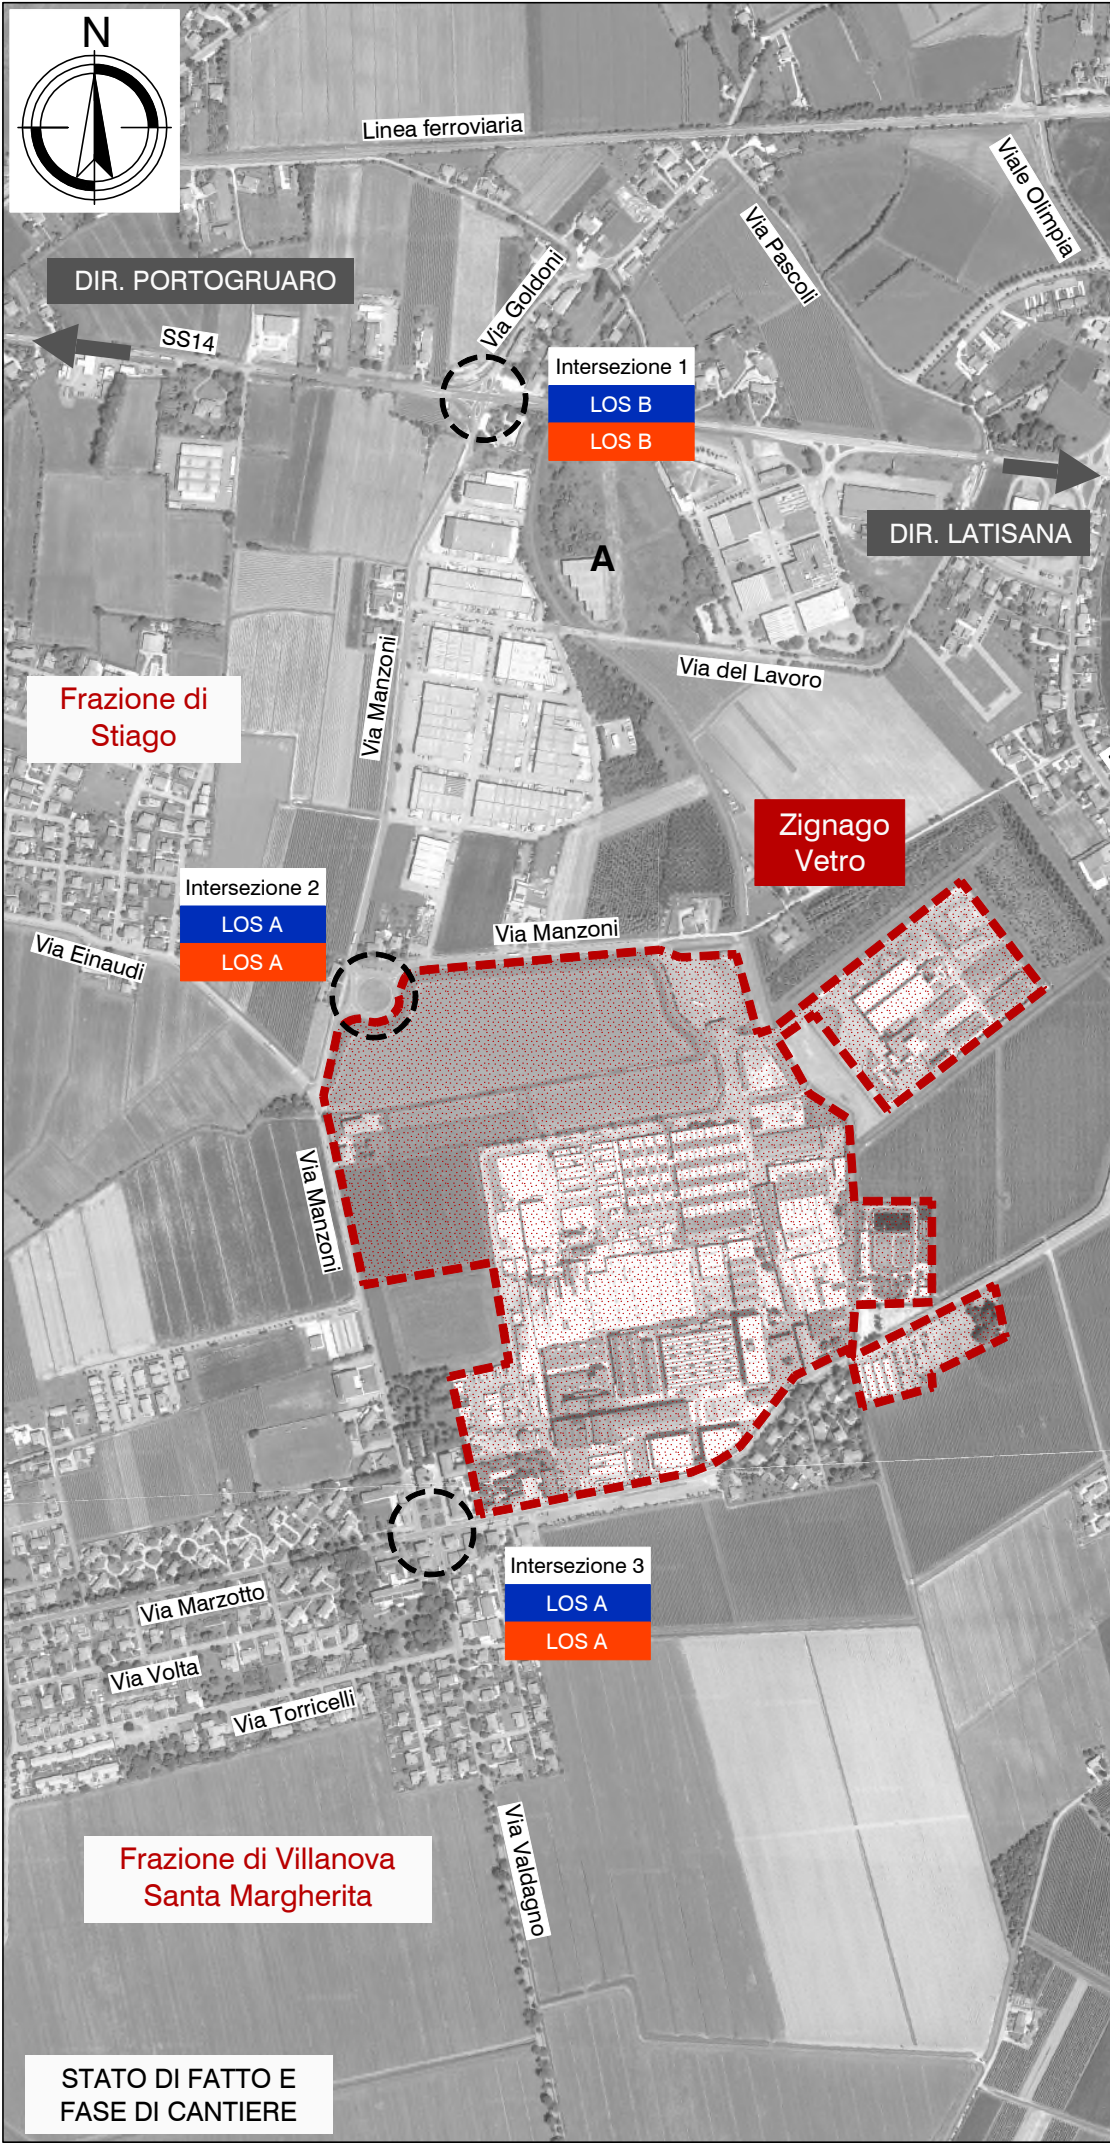 N
Linea ferroviaria
Viale Olimpia
Via Pascoli
Via Goldoni
DIR. PORTOGRUARO
SS14
Intersezione 1
LOS B
LOS B
DIR. LATISANA
A
Via Manzoni
Via del Lavoro
Frazione di
Stiago
Zignago
Vetro
Intersezione 2
LOS A
LOS A
Via Manzoni
Via Einaudi
Via Manzoni
Intersezione 3
LOS A
LOS A
Via Marzotto
Via Volta
Via Torricelli
Via Valdagno
Frazione di Villanova
Santa Margherita
STATO DI FATTO E
FASE DI CANTIERE